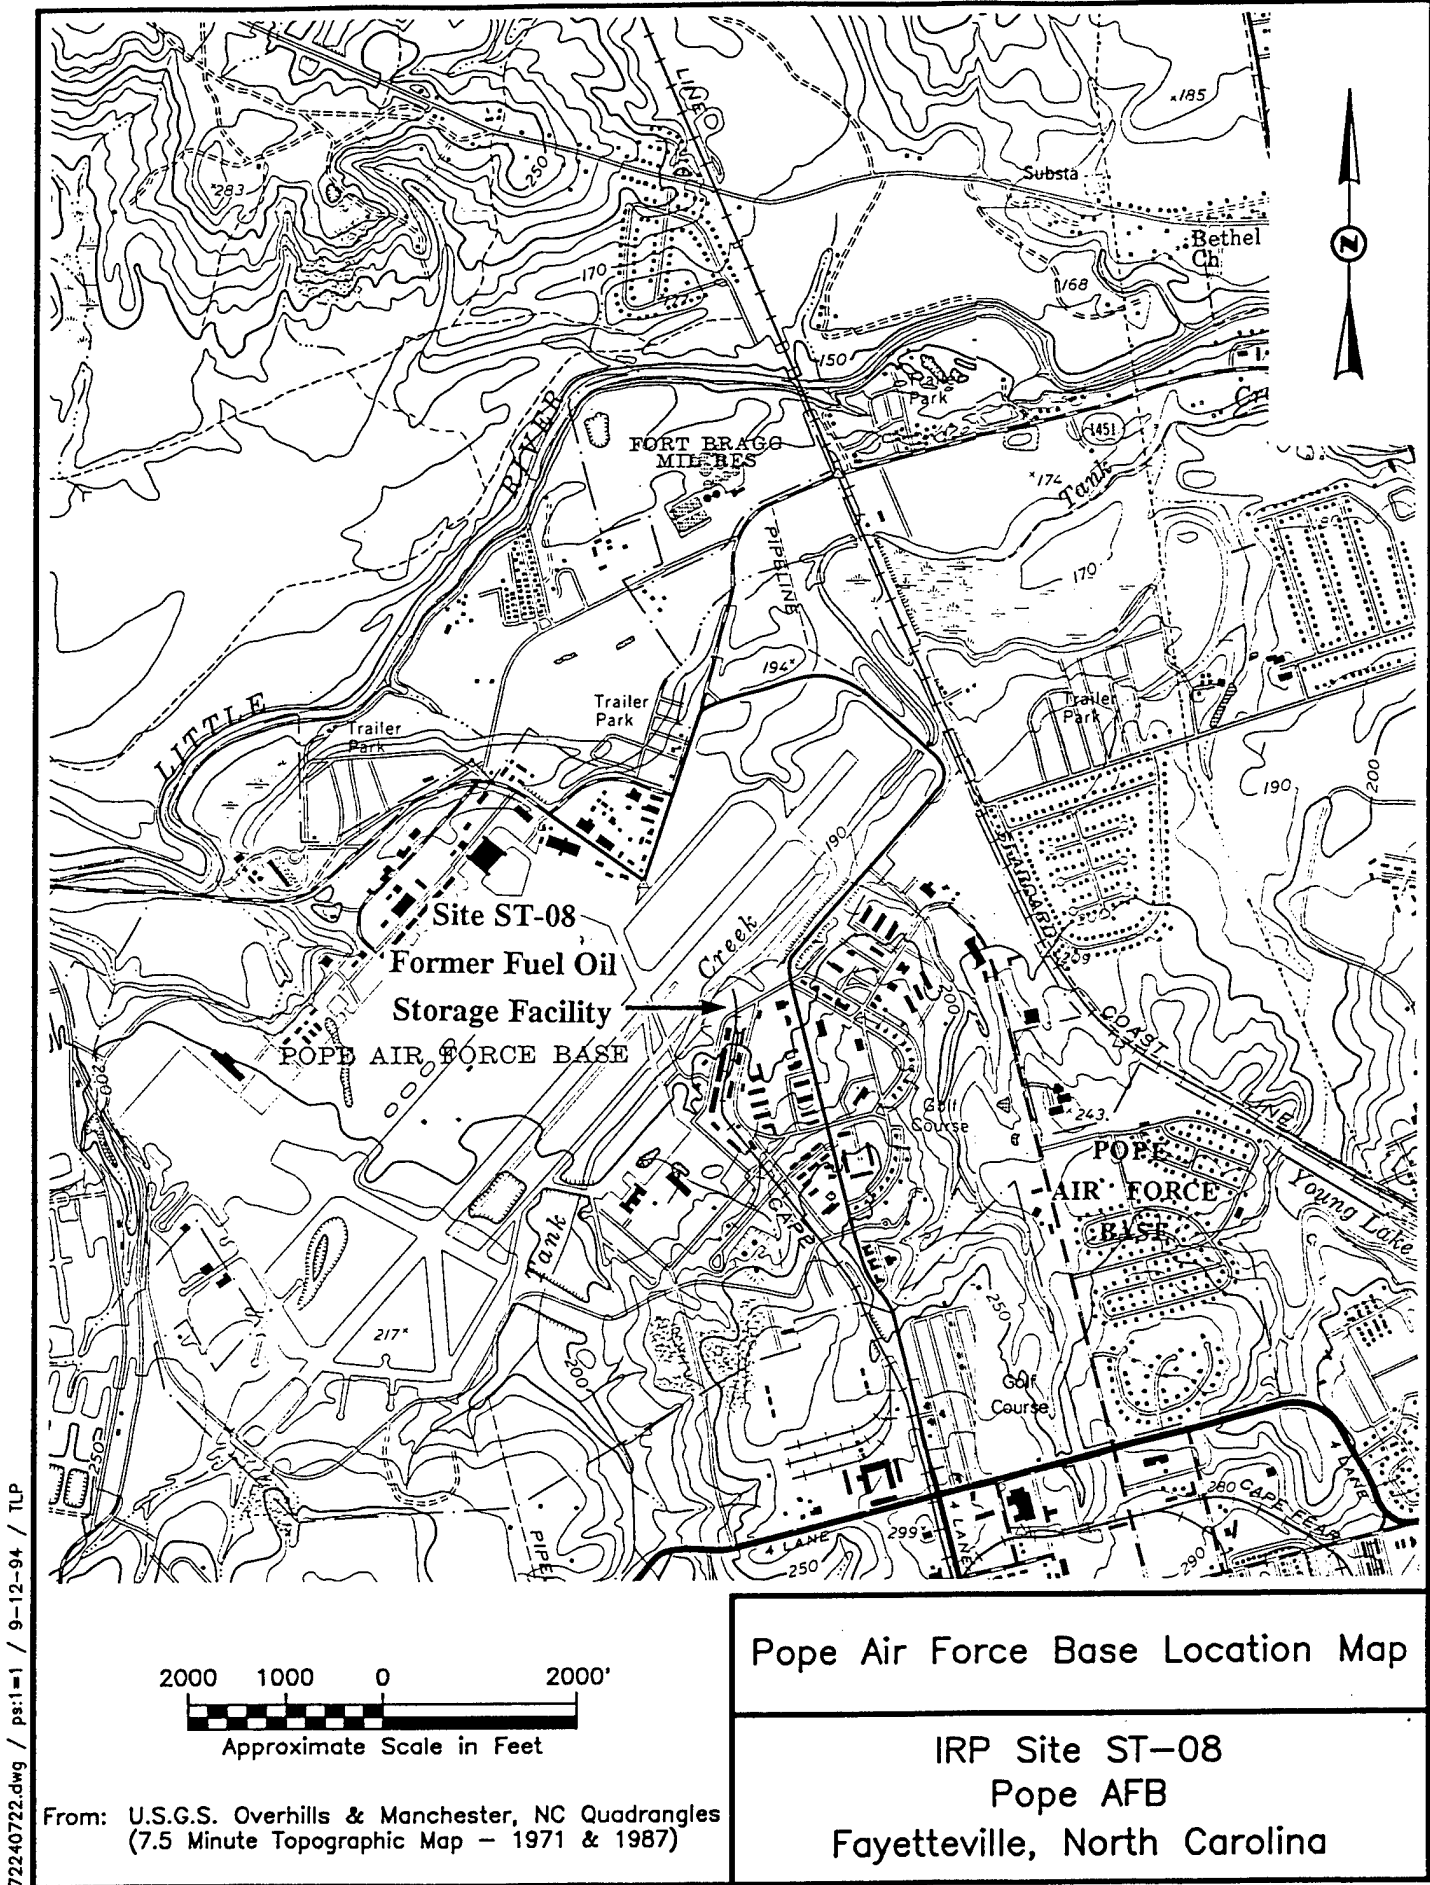 LINE
×185
Substa
250
×283
Bethel
Ch
170
177
168
150
Trailer
Park
RIVER
FORT BRAGG
MIL RES
1451
×174
Tank
PIPELINE
170
194×
LITTLE
Trailer
Park
Trailer
Park
Trailer
Park
200
190
190
SEABOARD
Site ST-08
Former Fuel Oil
Storage Facility
Creek
209
200
COAST
POPE AIR FORCE BASE
200
LINE
Golf
Course
×243
POPE
AIR FORCE
BASE
Young Lake
CAPE
Tank
250
217×
200
Golf
Course
250
4 LANE
280
CAPE FEAR
299
4 LANE
4 LANE
250
290
PIPE
2000 1000 0 2000'
Approximate Scale in Feet
From: U.S.G.S. Overhills & Manchester, NC Quadrangles
(7.5 Minute Topographic Map – 1971 & 1987)
Pope Air Force Base Location Map
IRP Site ST–08
Pope AFB
Fayetteville, North Carolina
72240722.dwg / ps:1=1 / 9–12–94 / TLP
N